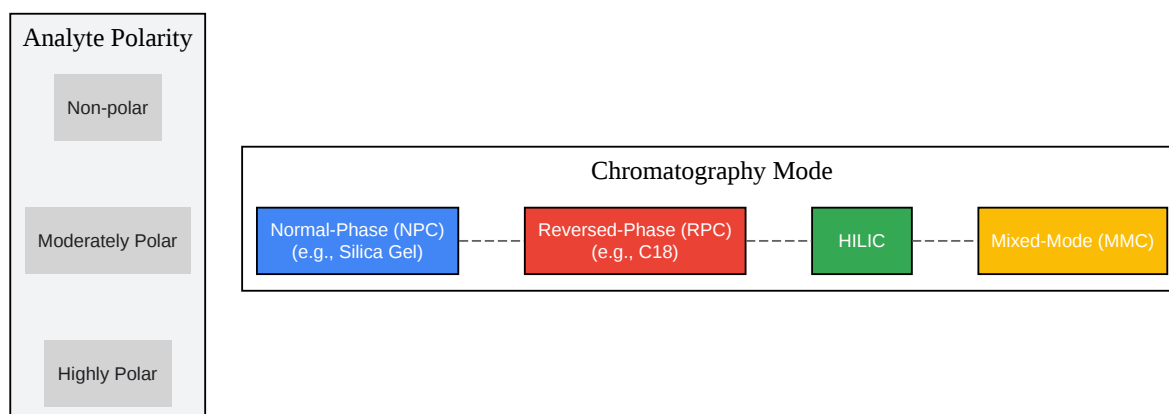 Analyte Polarity
Non-polar
Moderately Polar
Highly Polar
Chromatography Mode
Normal-Phase (NPC)
(e.g., Silica Gel)
Reversed-Phase (RPC)
(e.g., C18)
HILIC
Mixed-Mode (MMC)